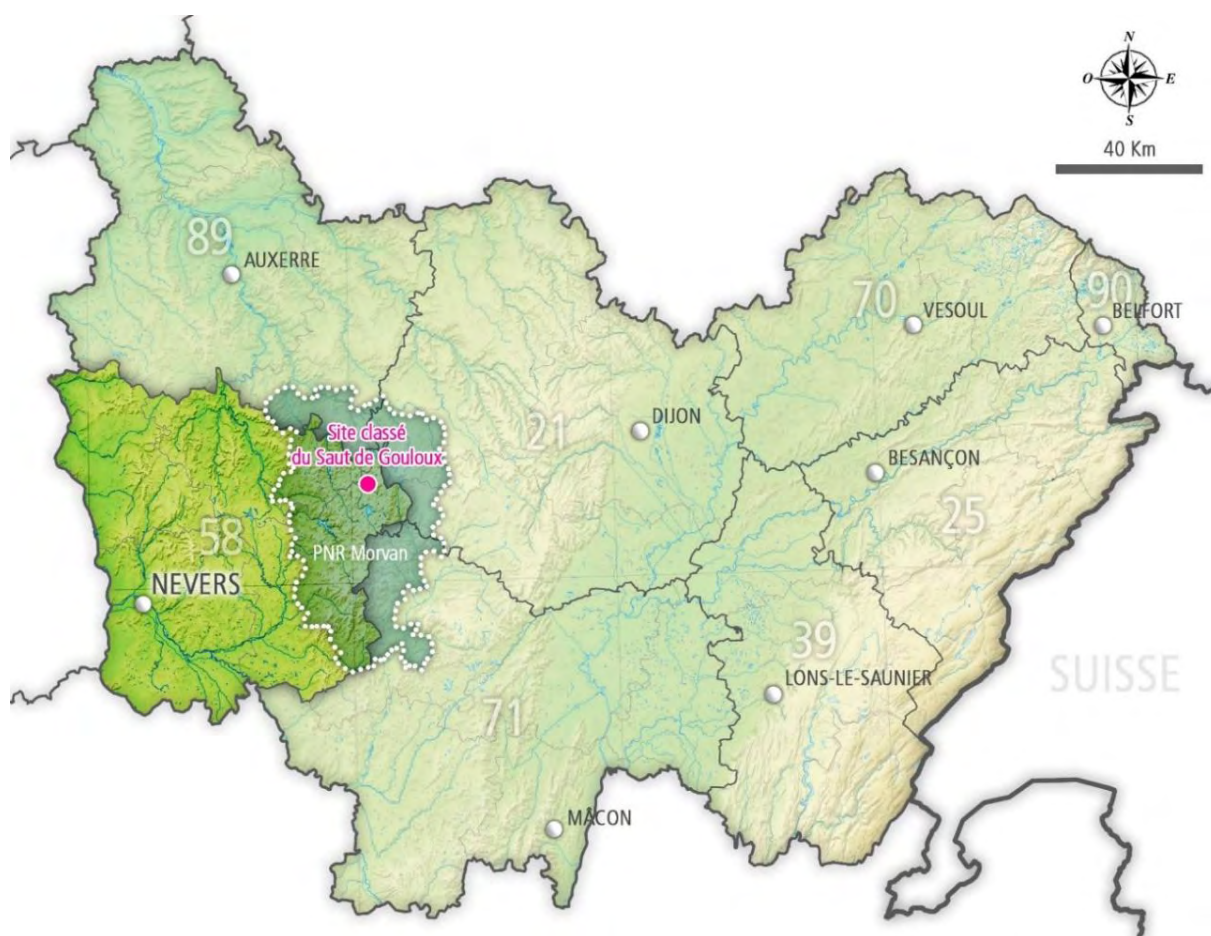 N
O
E
S
40 Km
89
AUXERRE
70
VESOUL
90
BELFORT
Site classé
du Saut de Gouloux
21
DIJON
BESANÇON
25
58
PNR Morvan
NEVERS
39
LONS-LE-SAUNIER
SUISSE
71
MÂCON